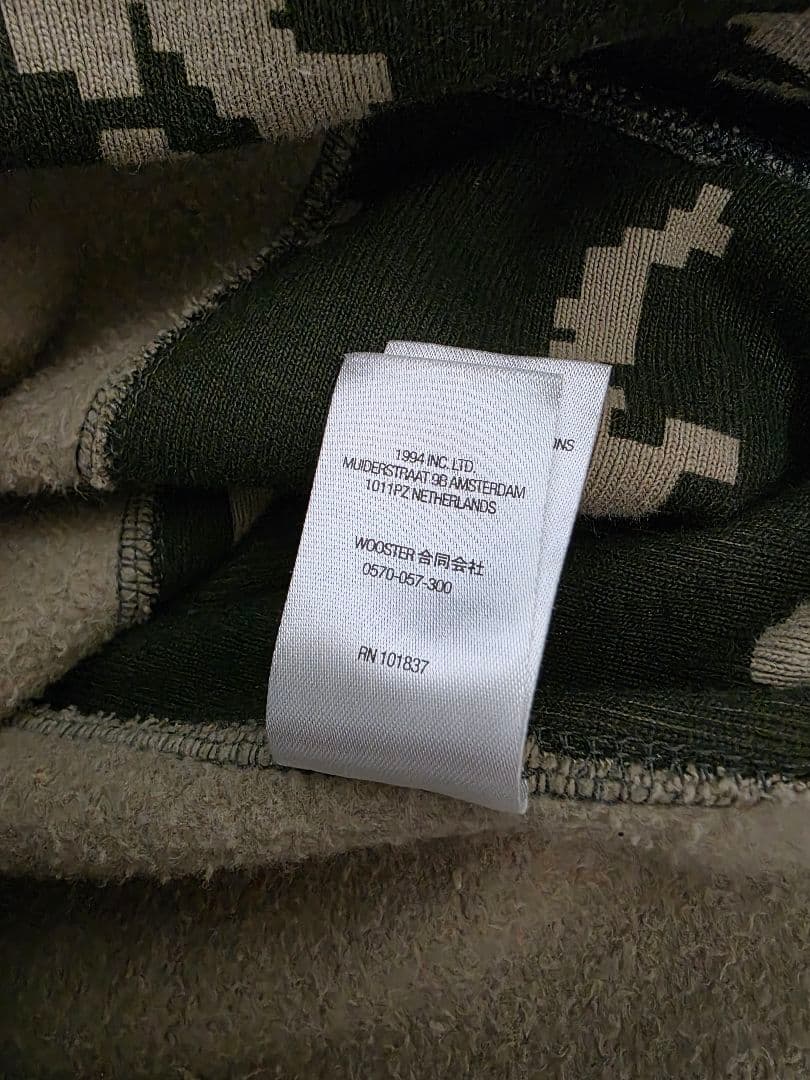 1994 INC. LTD.
MUIDERSTRAAT 9B AMSTERDAM
1011PZ NETHERLANDS
WOOSTER 合同会社
0570-057-300
RN 101837